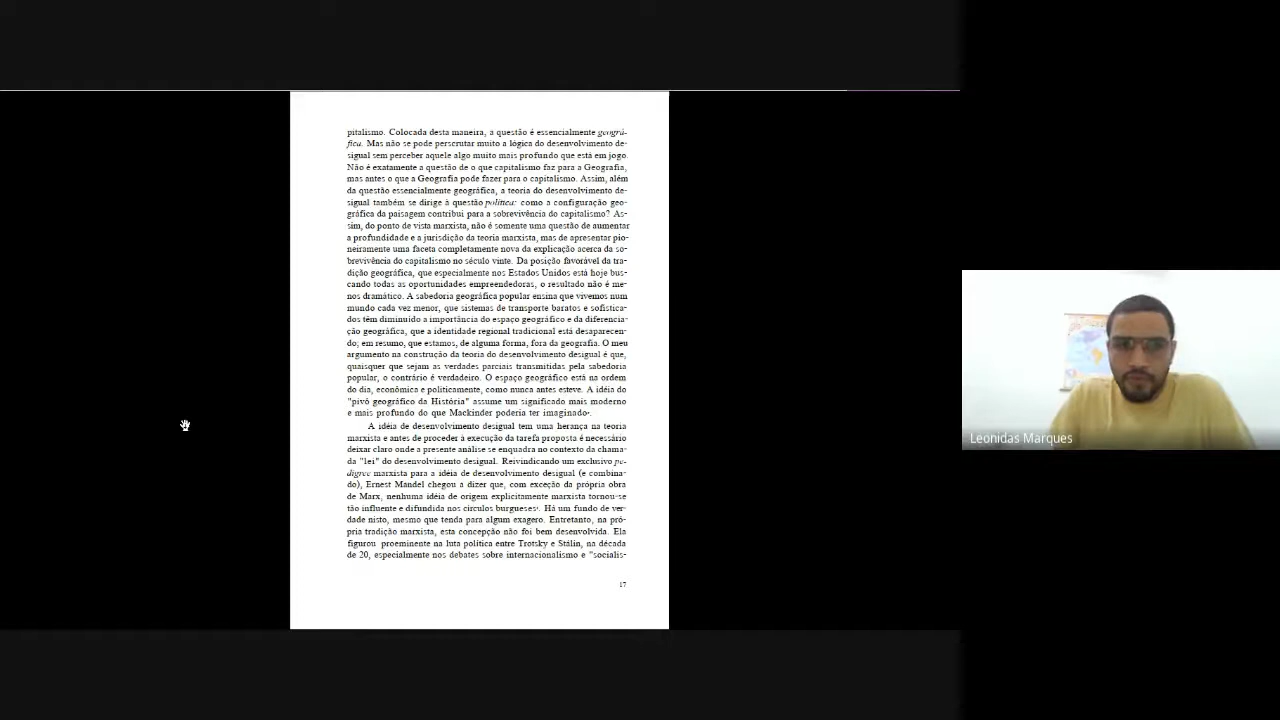 pitalismo. Colocada desta maneira, a questão é essencialmente geográ-
fica. Mas não se pode perscrutar muito a lógica do desenvolvimento de-
sigual sem perceber aquele algo muito mais profundo que está em jogo.
Não é exatamente a questão de o que capitalismo faz para a Geografia,
mas antes o que a Geografia pode fazer para o capitalismo. Assim, além
da questão essencialmente geográfica, a teoria do desenvolvimento de-
sigual também se dirige à questão política: como a configuração geo-
gráfica da paisagem contribui para a sobrevivência do capitalismo? As-
sim, do ponto de vista marxista, não é somente uma questão de aumentar
a profundidade e a jurisdição da teoria marxista, mas de apresentar pio-
neiramente uma faceta completamente nova da explicação acerca da so-
brevivência do capitalismo no século vinte. Da posição favorável da tra-
dição geográfica, que especialmente nos Estados Unidos está hoje bus-
cando todas as oportunidades empreendedoras, o resultado não é me-
nos dramático. A sabedoria geográfica popular ensina que vivemos num
mundo cada vez menor, que sistemas de transporte baratos e sofistica-
dos têm diminuído a importância do espaço geográfico e da diferencia-
ção geográfica, que a identidade regional tradicional está desaparecen-
do; em resumo, que estamos, de alguma forma, fora da geografia. O meu
argumento na construção da teoria do desenvolvimento desigual é que,
quaisquer que sejam as verdades parciais transmitidas pela sabedoria
popular, o contrário é verdadeiro. O espaço geográfico está na ordem
do dia, econômica e politicamente, como nunca antes esteve. A idéia do
"pivô geográfico da História" assume um significado mais moderno
e mais profundo do que Mackinder poderia ter imaginado.
A idéia de desenvolvimento desigual tem uma herança na teoria
marxista e antes de proceder à execução da tarefa proposta é necessário
deixar claro onde a presente análise se enquadra no contexto da chama-
da "lei" do desenvolvimento desigual. Reivindicando um exclusivo pe-
digree marxista para a idéia de desenvolvimento desigual (e combina-
do), Ernest Mandel chegou a dizer que, com exceção da própria obra
de Marx, nenhuma idéia de origem explicitamente marxista tornou-se
tão influente e difundida nos círculos burgueses. Há um fundo de ver-
dade nisto, mesmo que tenda para algum exagero. Entretanto, na pró-
pria tradição marxista, esta concepção não foi bem desenvolvida. Ela
figurou proeminente na luta política entre Trotsky e Stálin, na década
de 20, especialmente nos debates sobre internacionalismo e "socialis-
17
Leonidas Marques